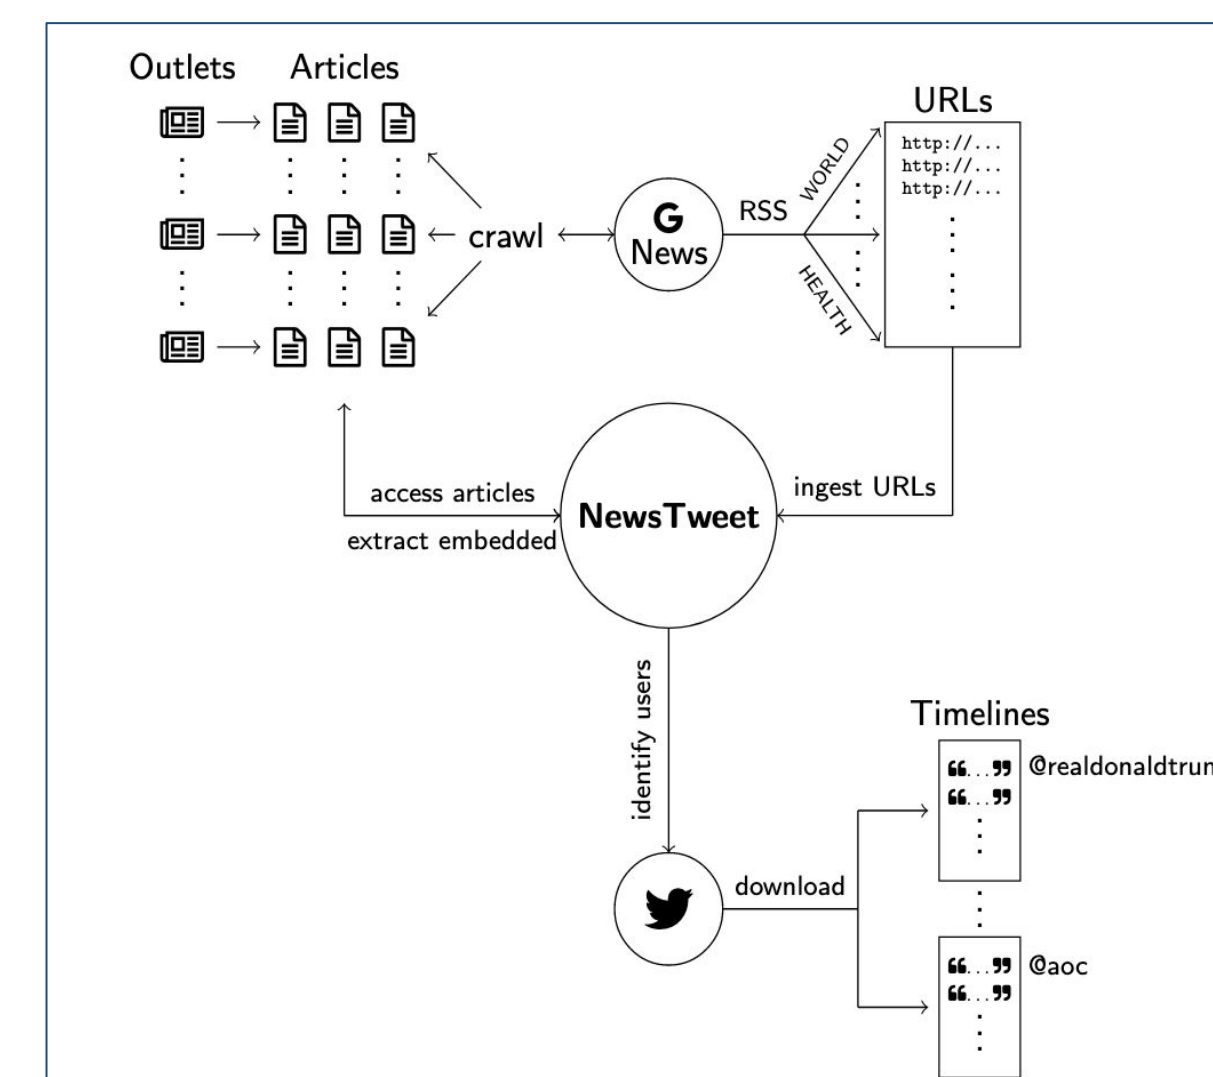 Outlets Articles
URLs
http://...
http://...
http://...
WORLD
RSS
HEALTH
G
News
crawl
access articles
extract embedded
NewsTweet
ingest URLs
identify users
Timelines
“...” @realdonaldtrum
“...”
download
“...” @aoc
“...”